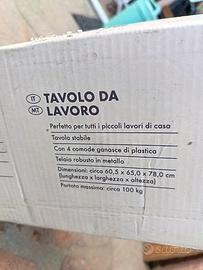 IT TAVOLO DA
MT LAVORO
Perfetto per tutti i piccoli lavori di casa
Tavola stabile
Con 4 comode ganasce di plastica
Telaio robusto in metallo
Dimensioni: circa 60,5 x 65,0 x 78,0 cm
(lunghezza x larghezza x altezza)
Portata massima: circa 100 kg
subito